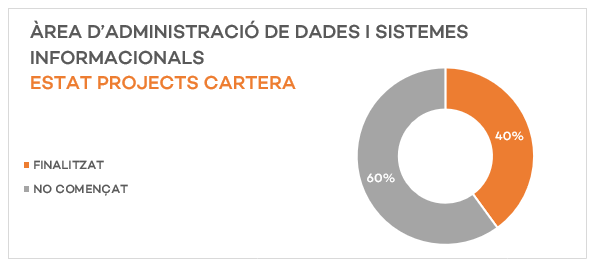 ÀREA D’ADMINISTRACIÓ DE DADES I SISTEMES
INFORMACIONALS
ESTAT PROJECTS CARTERA
40%
FINALITZAT
60%
NO COMENÇAT